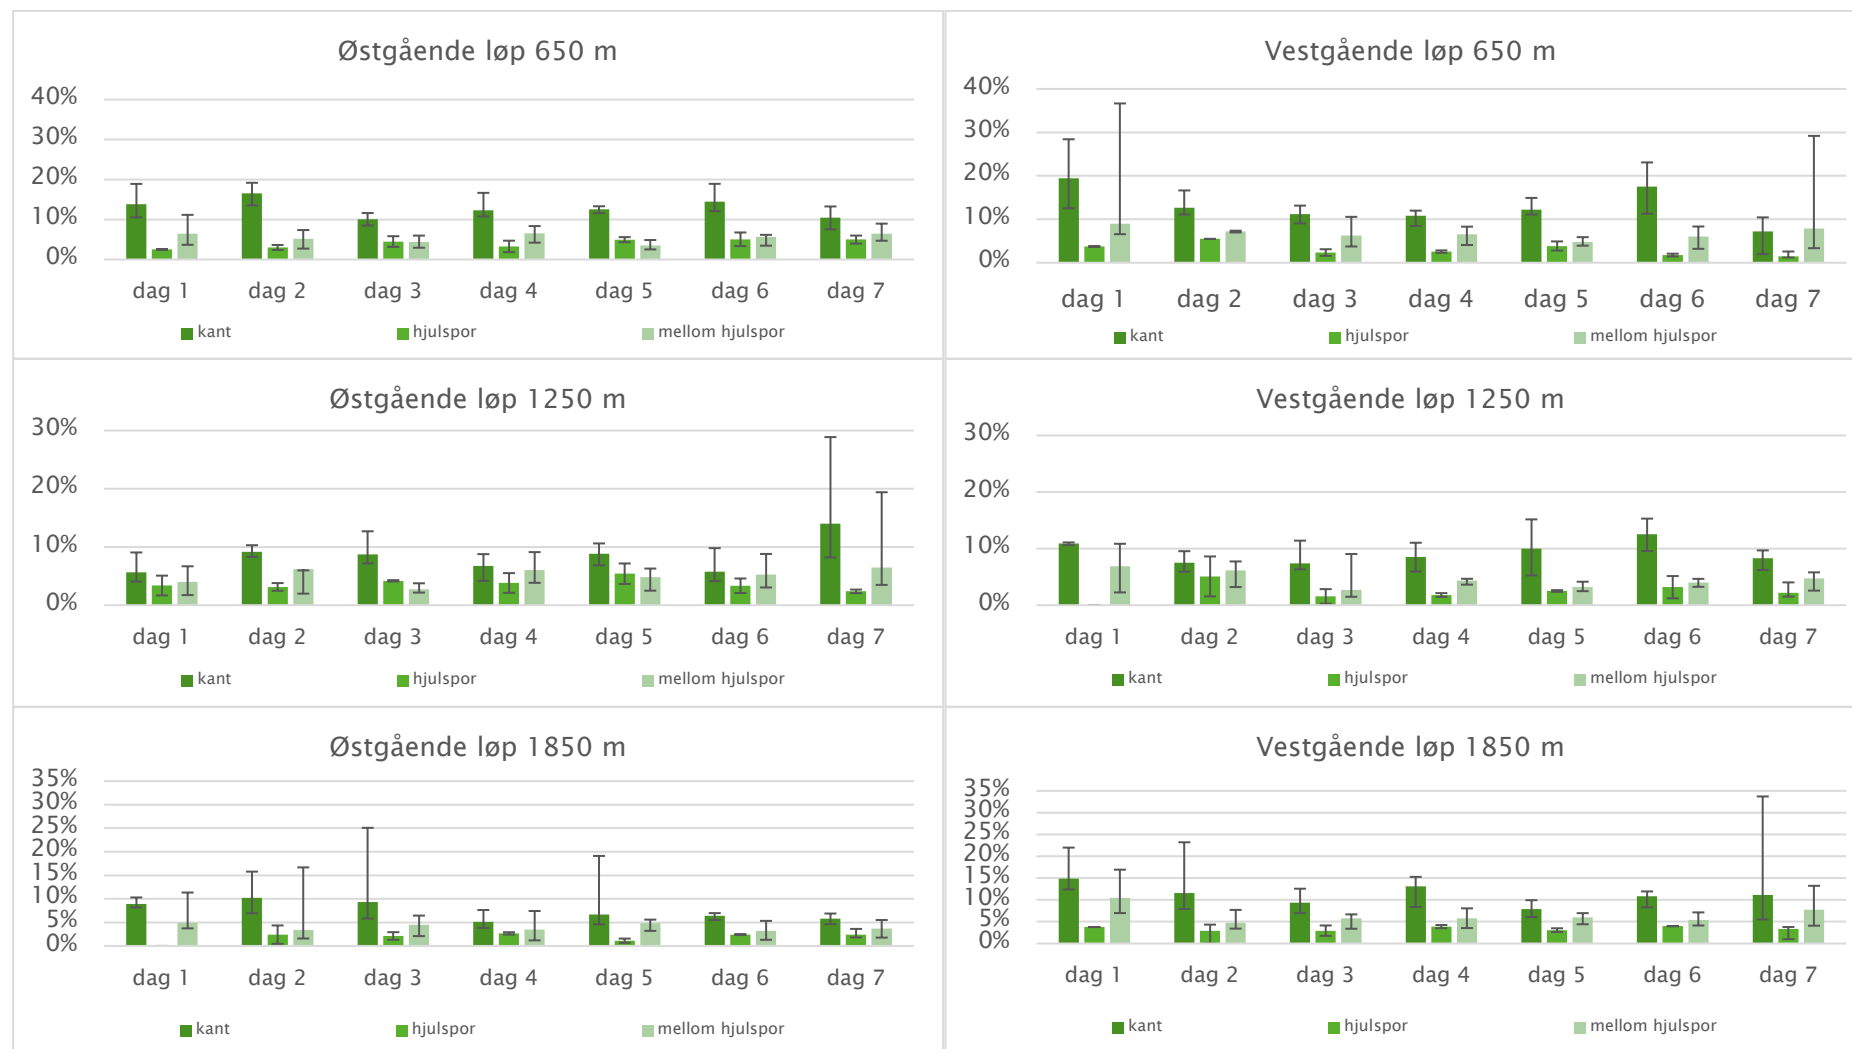 Østgående løp 650 m
40%
30%
20%
10%
0%
dag 1 dag 2 dag 3 dag 4 dag 5 dag 6 dag 7
kant hjulspor mellom hjulspor
Vestgående løp 650 m
40%
30%
20%
10%
0%
dag 1 dag 2 dag 3 dag 4 dag 5 dag 6 dag 7
kant hjulspor mellom hjulspor
Østgående løp 1250 m
30%
20%
10%
0%
dag 1 dag 2 dag 3 dag 4 dag 5 dag 6 dag 7
kant hjulspor mellom hjulspor
Vestgående løp 1250 m
30%
20%
10%
0%
dag 1 dag 2 dag 3 dag 4 dag 5 dag 6 dag 7
kant hjulspor mellom hjulspor
Østgående løp 1850 m
35%
30%
25%
20%
15%
10%
5%
0%
dag 1 dag 2 dag 3 dag 4 dag 5 dag 6 dag 7
kant hjulspor mellom hjulspor
Vestgående løp 1850 m
35%
30%
25%
20%
15%
10%
5%
0%
dag 1 dag 2 dag 3 dag 4 dag 5 dag 6 dag 7
kant hjulspor mellom hjulspor